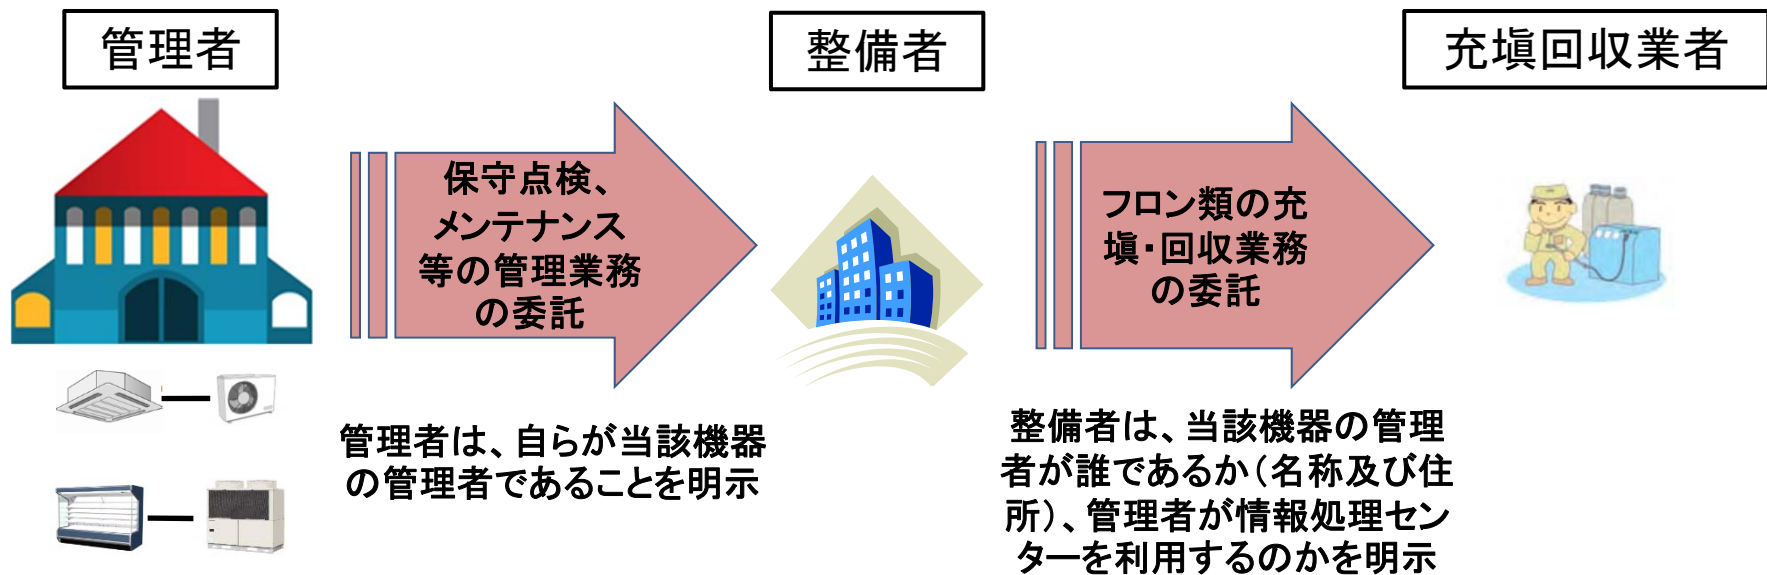 管理者
整備者
充塡回収業者
保守点検、
メンテナンス
等の管理業務
の委託
フロン類の充
塡・回収業務
の委託
管理者は、自らが当該機器
の管理者であることを明示
整備者は、当該機器の管理
者が誰であるか（名称及び住
所）、管理者が情報処理セン
ターを利用するのかを明示